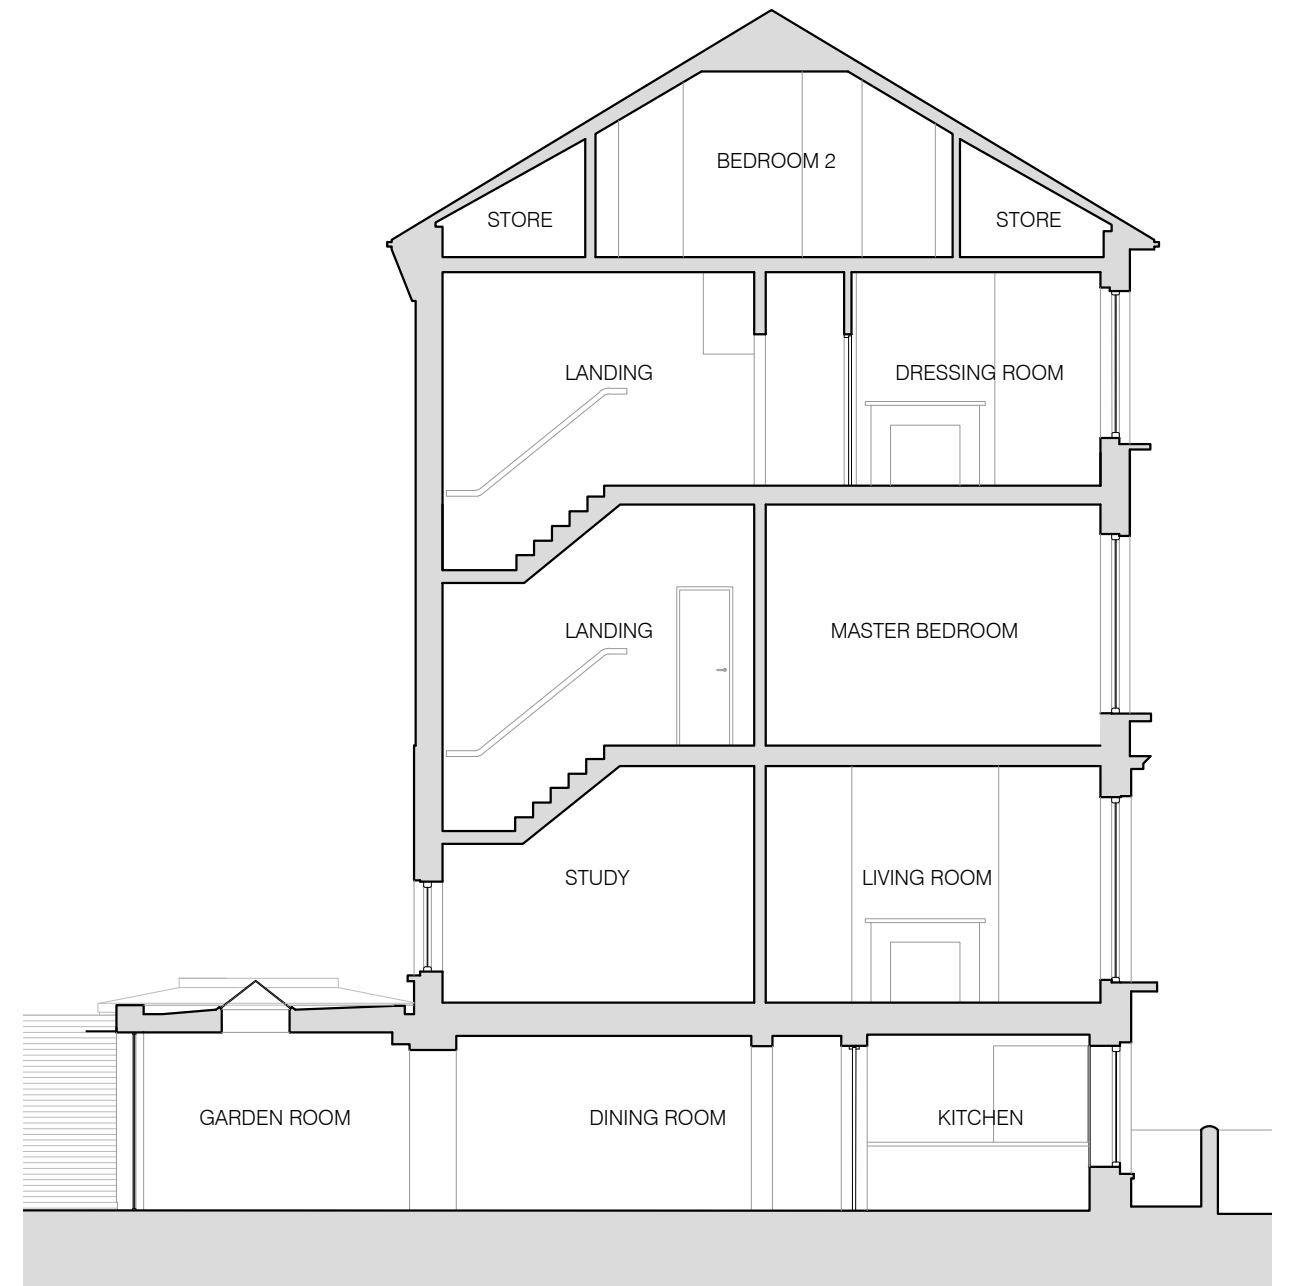 BEDROOM 2
STORE
STORE
LANDING
DRESSING ROOM
LANDING
MASTER BEDROOM
STUDY
LIVING ROOM
GARDEN ROOM
DINING ROOM
KITCHEN